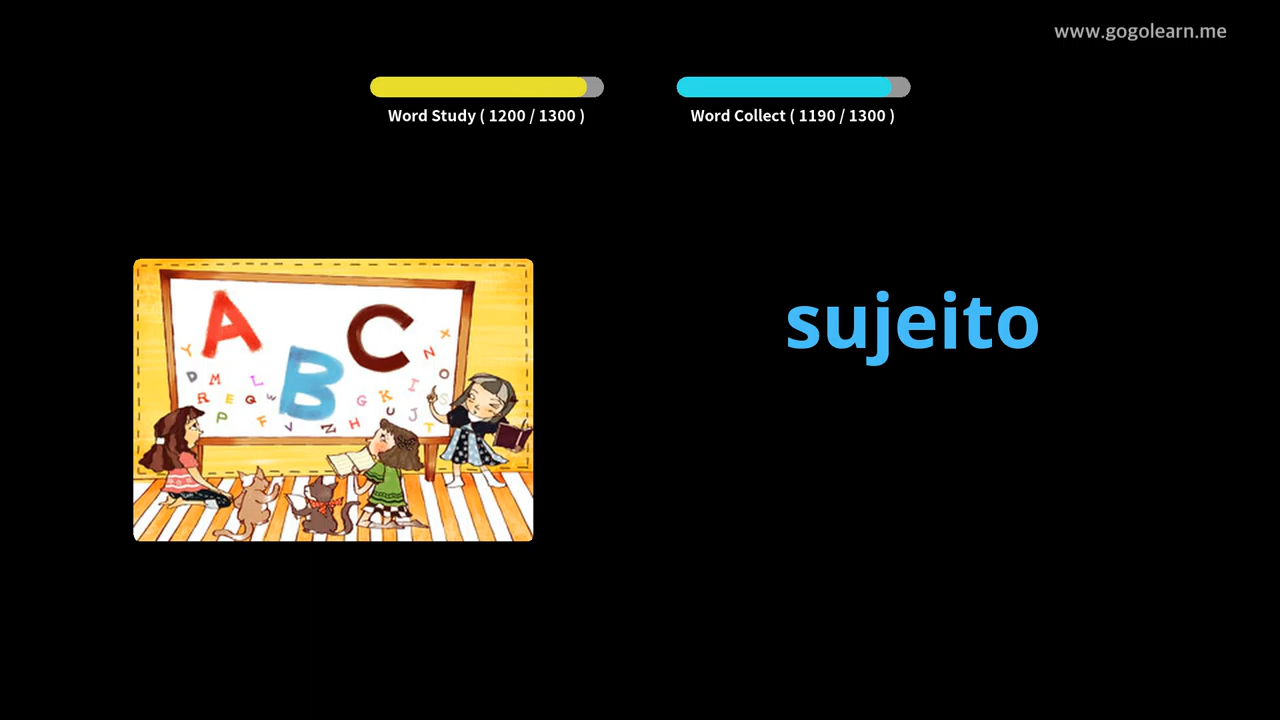 www.gogolearn.me
Word Study ( 1200 / 1300 )
Word Collect ( 1190 / 1300 )
sujeito
A B C
Y D M L X N O
R E Q W G K I S
P F V Z H U J T